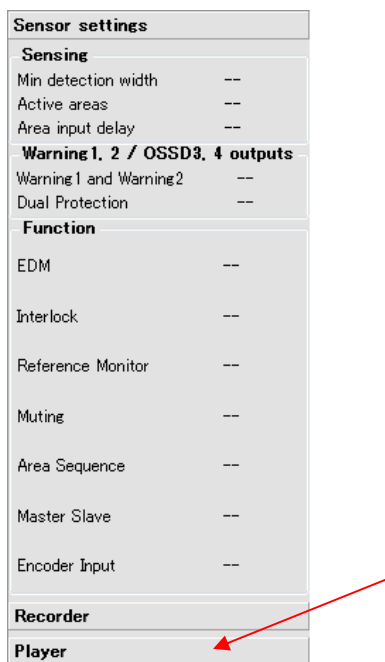 Sensor settings
Sensing
Min detection width --
Active areas --
Area input delay --
Warning1, 2 / OSSD3, 4 outputs
Warning1 and Warning2 --
Dual Protection --
Function
EDM --
Interlock --
Reference Monitor --
Muting --
Area Sequence --
Master Slave --
Encoder Input --
Recorder
Player